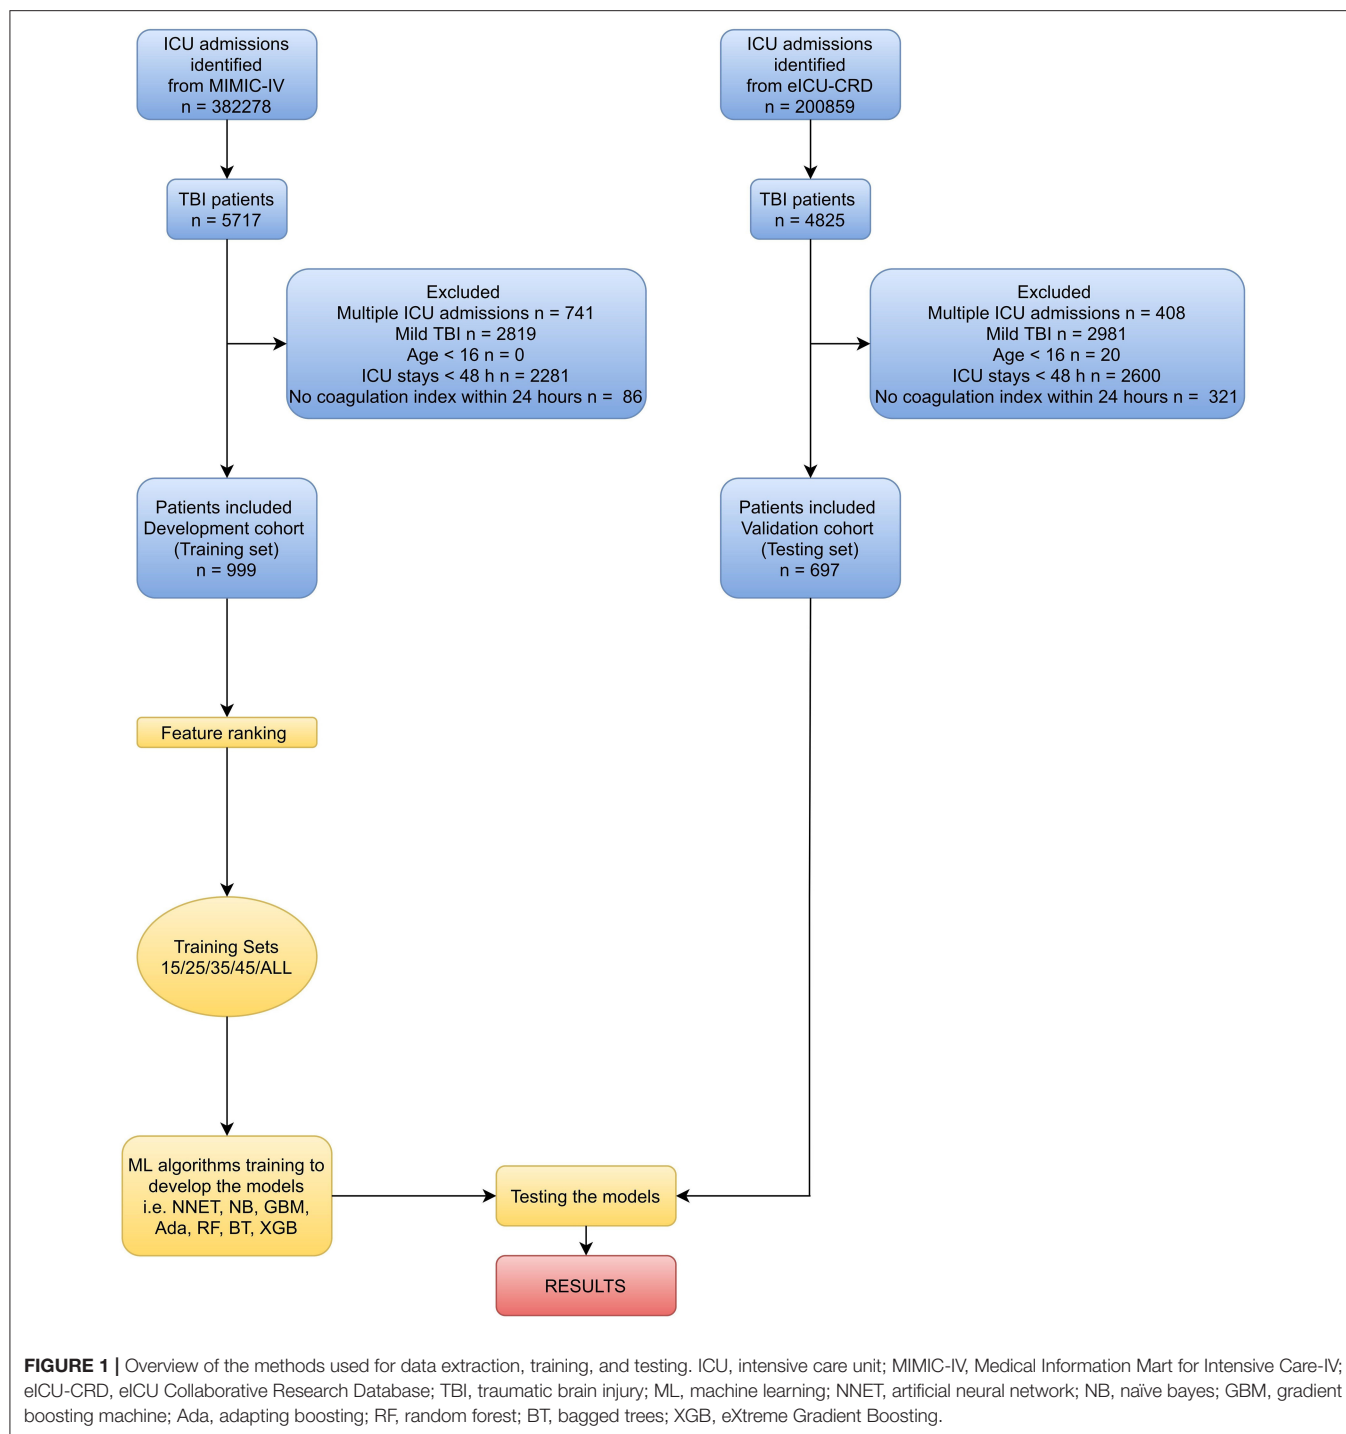 ICU admissions
identified
from MIMIC-IV
n = 382278
ICU admissions
identified
from eICU-CRD
n = 200859
TBI patients
n = 5717
TBI patients
n = 4825
Excluded
Multiple ICU admissions n = 741
Mild TBI n = 2819
Age < 16 n = 0
ICU stays < 48 h n = 2281
No coagulation index within 24 hours n =  86
Excluded
Multiple ICU admissions n = 408
Mild TBI n = 2981
Age < 16 n = 20
ICU stays < 48 h n = 2600
No coagulation index within 24 hours n =  321
Patients included
Development cohort
(Training set)
n = 999
Patients included
Validation cohort
(Testing set)
n = 697
Feature ranking
Training Sets
15/25/35/45/ALL
ML algorithms training to
develop the models
i.e. NNET, NB, GBM,
Ada, RF, BT, XGB
Testing the models
RESULTS
FIGURE 1 | Overview of the methods used for data extraction, training, and testing. ICU, intensive care unit; MIMIC-IV, Medical Information Mart for Intensive Care-IV;
eICU-CRD, eICU Collaborative Research Database; TBI, traumatic brain injury; ML, machine learning; NNET, artificial neural network; NB, naïve bayes; GBM, gradient
boosting machine; Ada, adapting boosting; RF, random forest; BT, bagged trees; XGB, eXtreme Gradient Boosting.